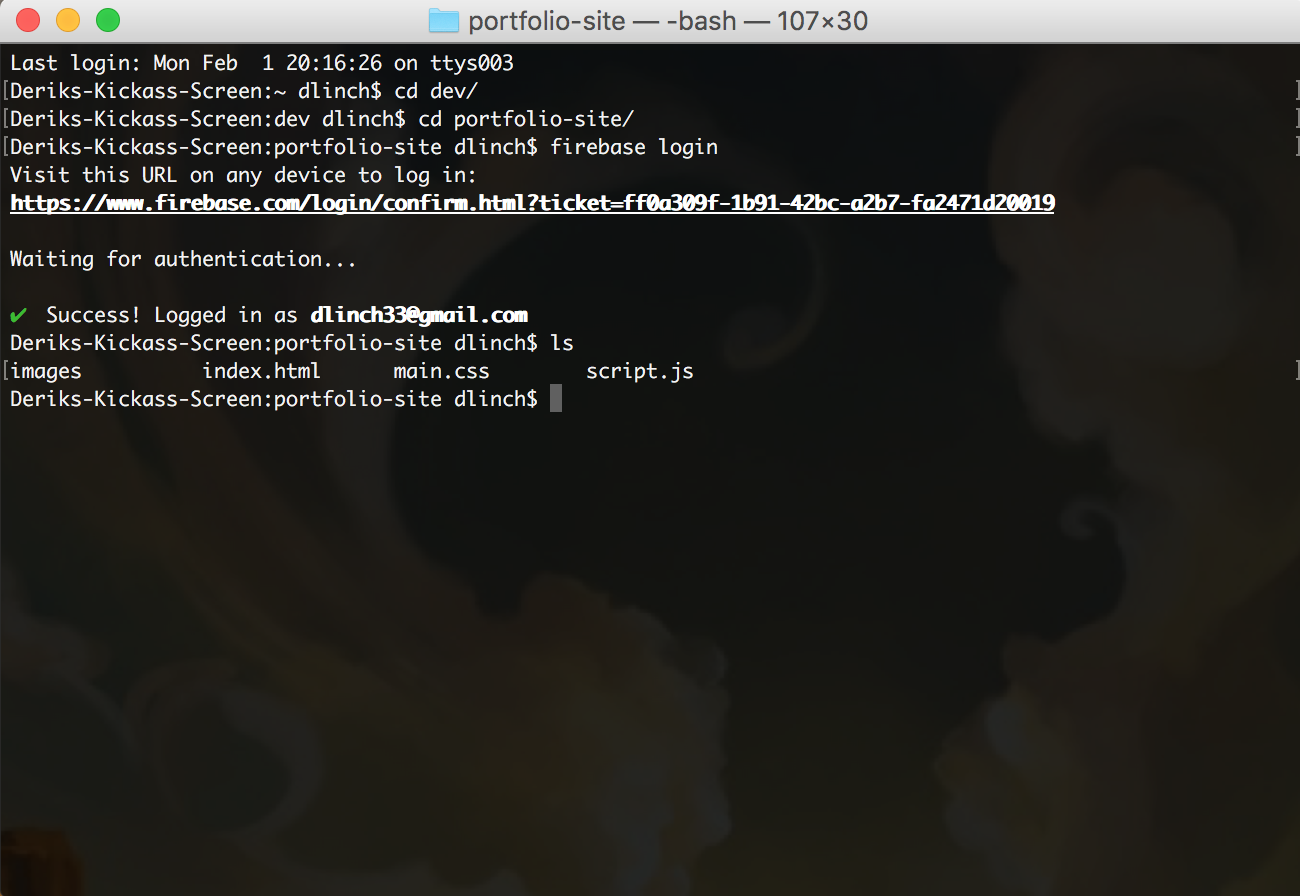 portfolio-site — -bash — 107×30
Last login: Mon Feb  1 20:16:26 on ttys003
[Deriks-Kickass-Screen:~ dlinch$ cd dev/ ]
[Deriks-Kickass-Screen:dev dlinch$ cd portfolio-site/ ]
[Deriks-Kickass-Screen:portfolio-site dlinch$ firebase login ]
Visit this URL on any device to log in:
https://www.firebase.com/login/confirm.html?ticket=ff0a309f-1b91-42bc-a2b7-fa2471d20019
Waiting for authentication...
✔  Success! Logged in as dlinch33@gmail.com
Deriks-Kickass-Screen:portfolio-site dlinch$ ls
[images          index.html      main.css        script.js ]
Deriks-Kickass-Screen:portfolio-site dlinch$